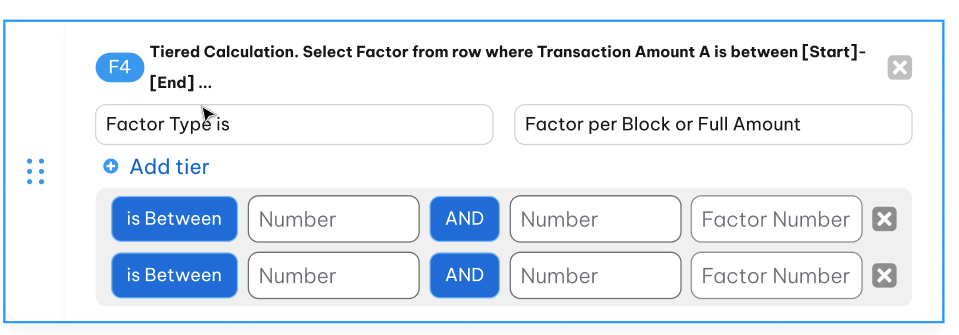 F4
Tiered Calculation. Select Factor from row where Transaction Amount A is between [Start]-
[End] ...
Factor Type is
Factor per Block or Full Amount
Add tier
is Between Number AND Number Factor Number
is Between Number AND Number Factor Number